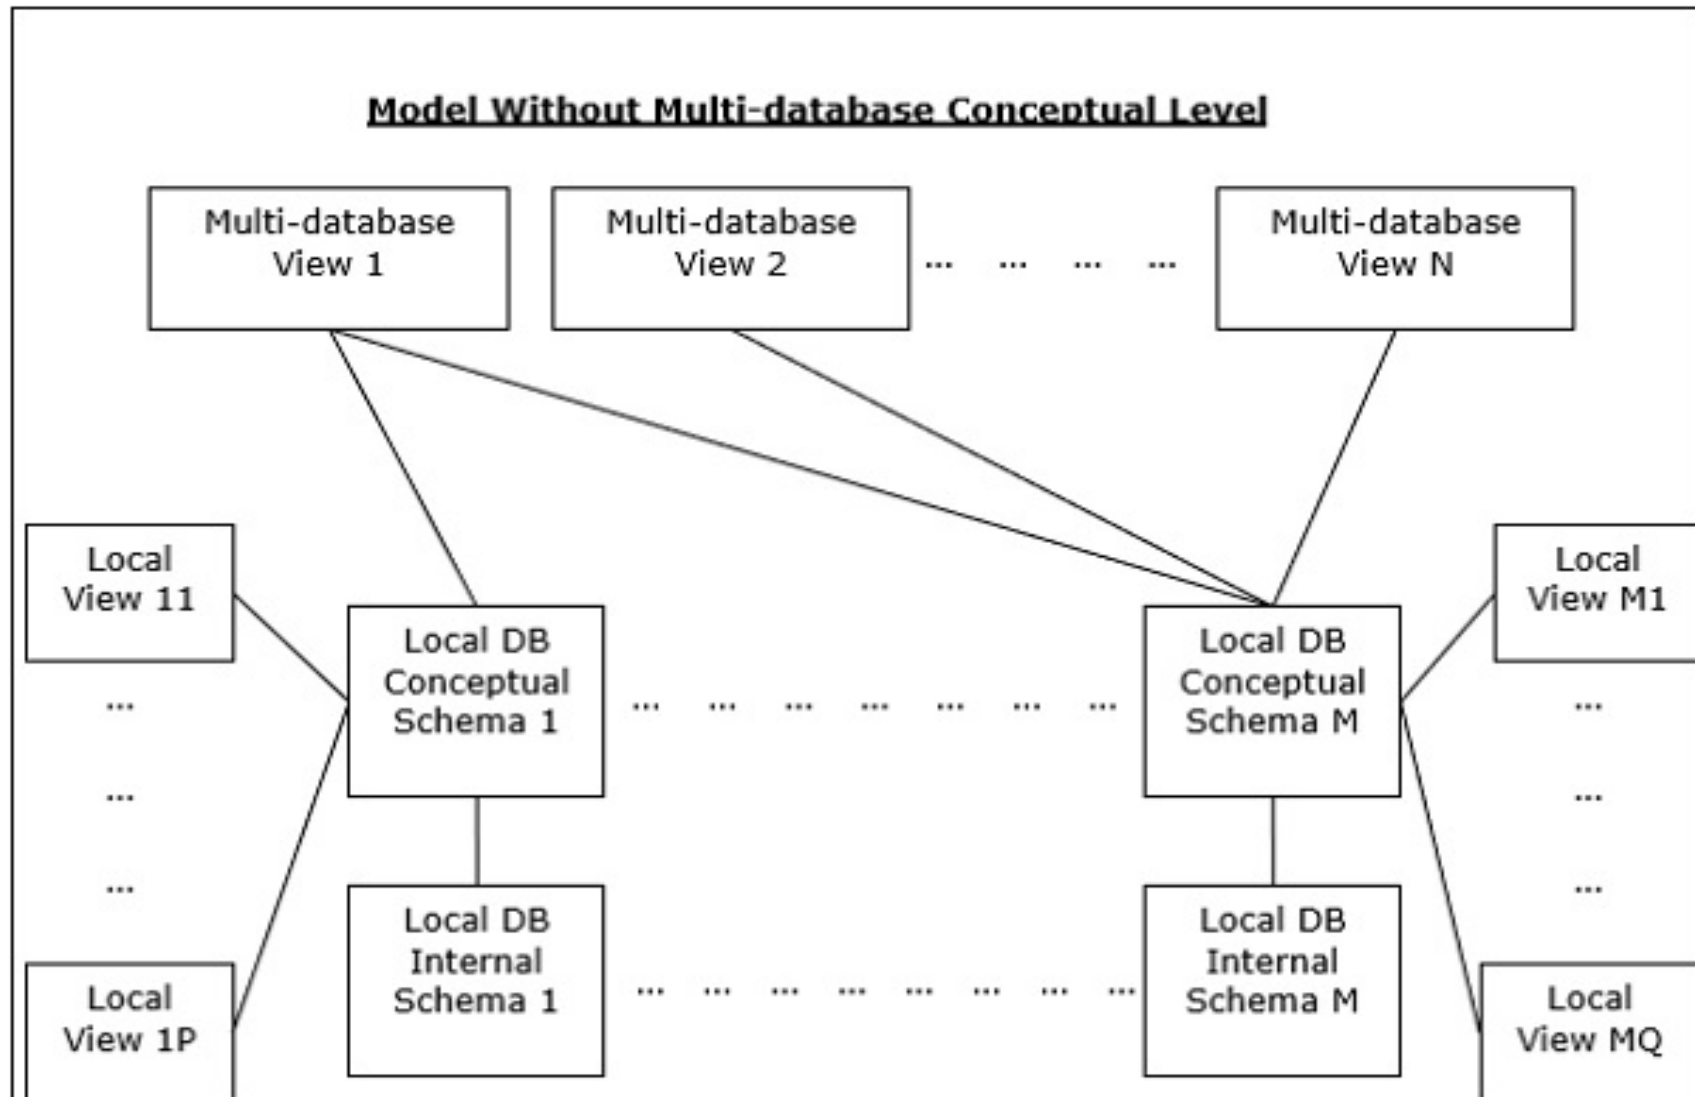 Model Without Multi-database Conceptual Level
Multi-database
View 1
Multi-database
View 2
... ... ... ...
Multi-database
View N
Local
View 11
...
...
...
Local
View 1P
Local DB
Conceptual
Schema 1
... ... ... ... ... ... ...
Local DB
Conceptual
Schema M
Local DB
Internal
Schema 1
... ... ... ... ... ... ... ...
Local DB
Internal
Schema M
Local
View M1
...
...
...
Local
View MQ